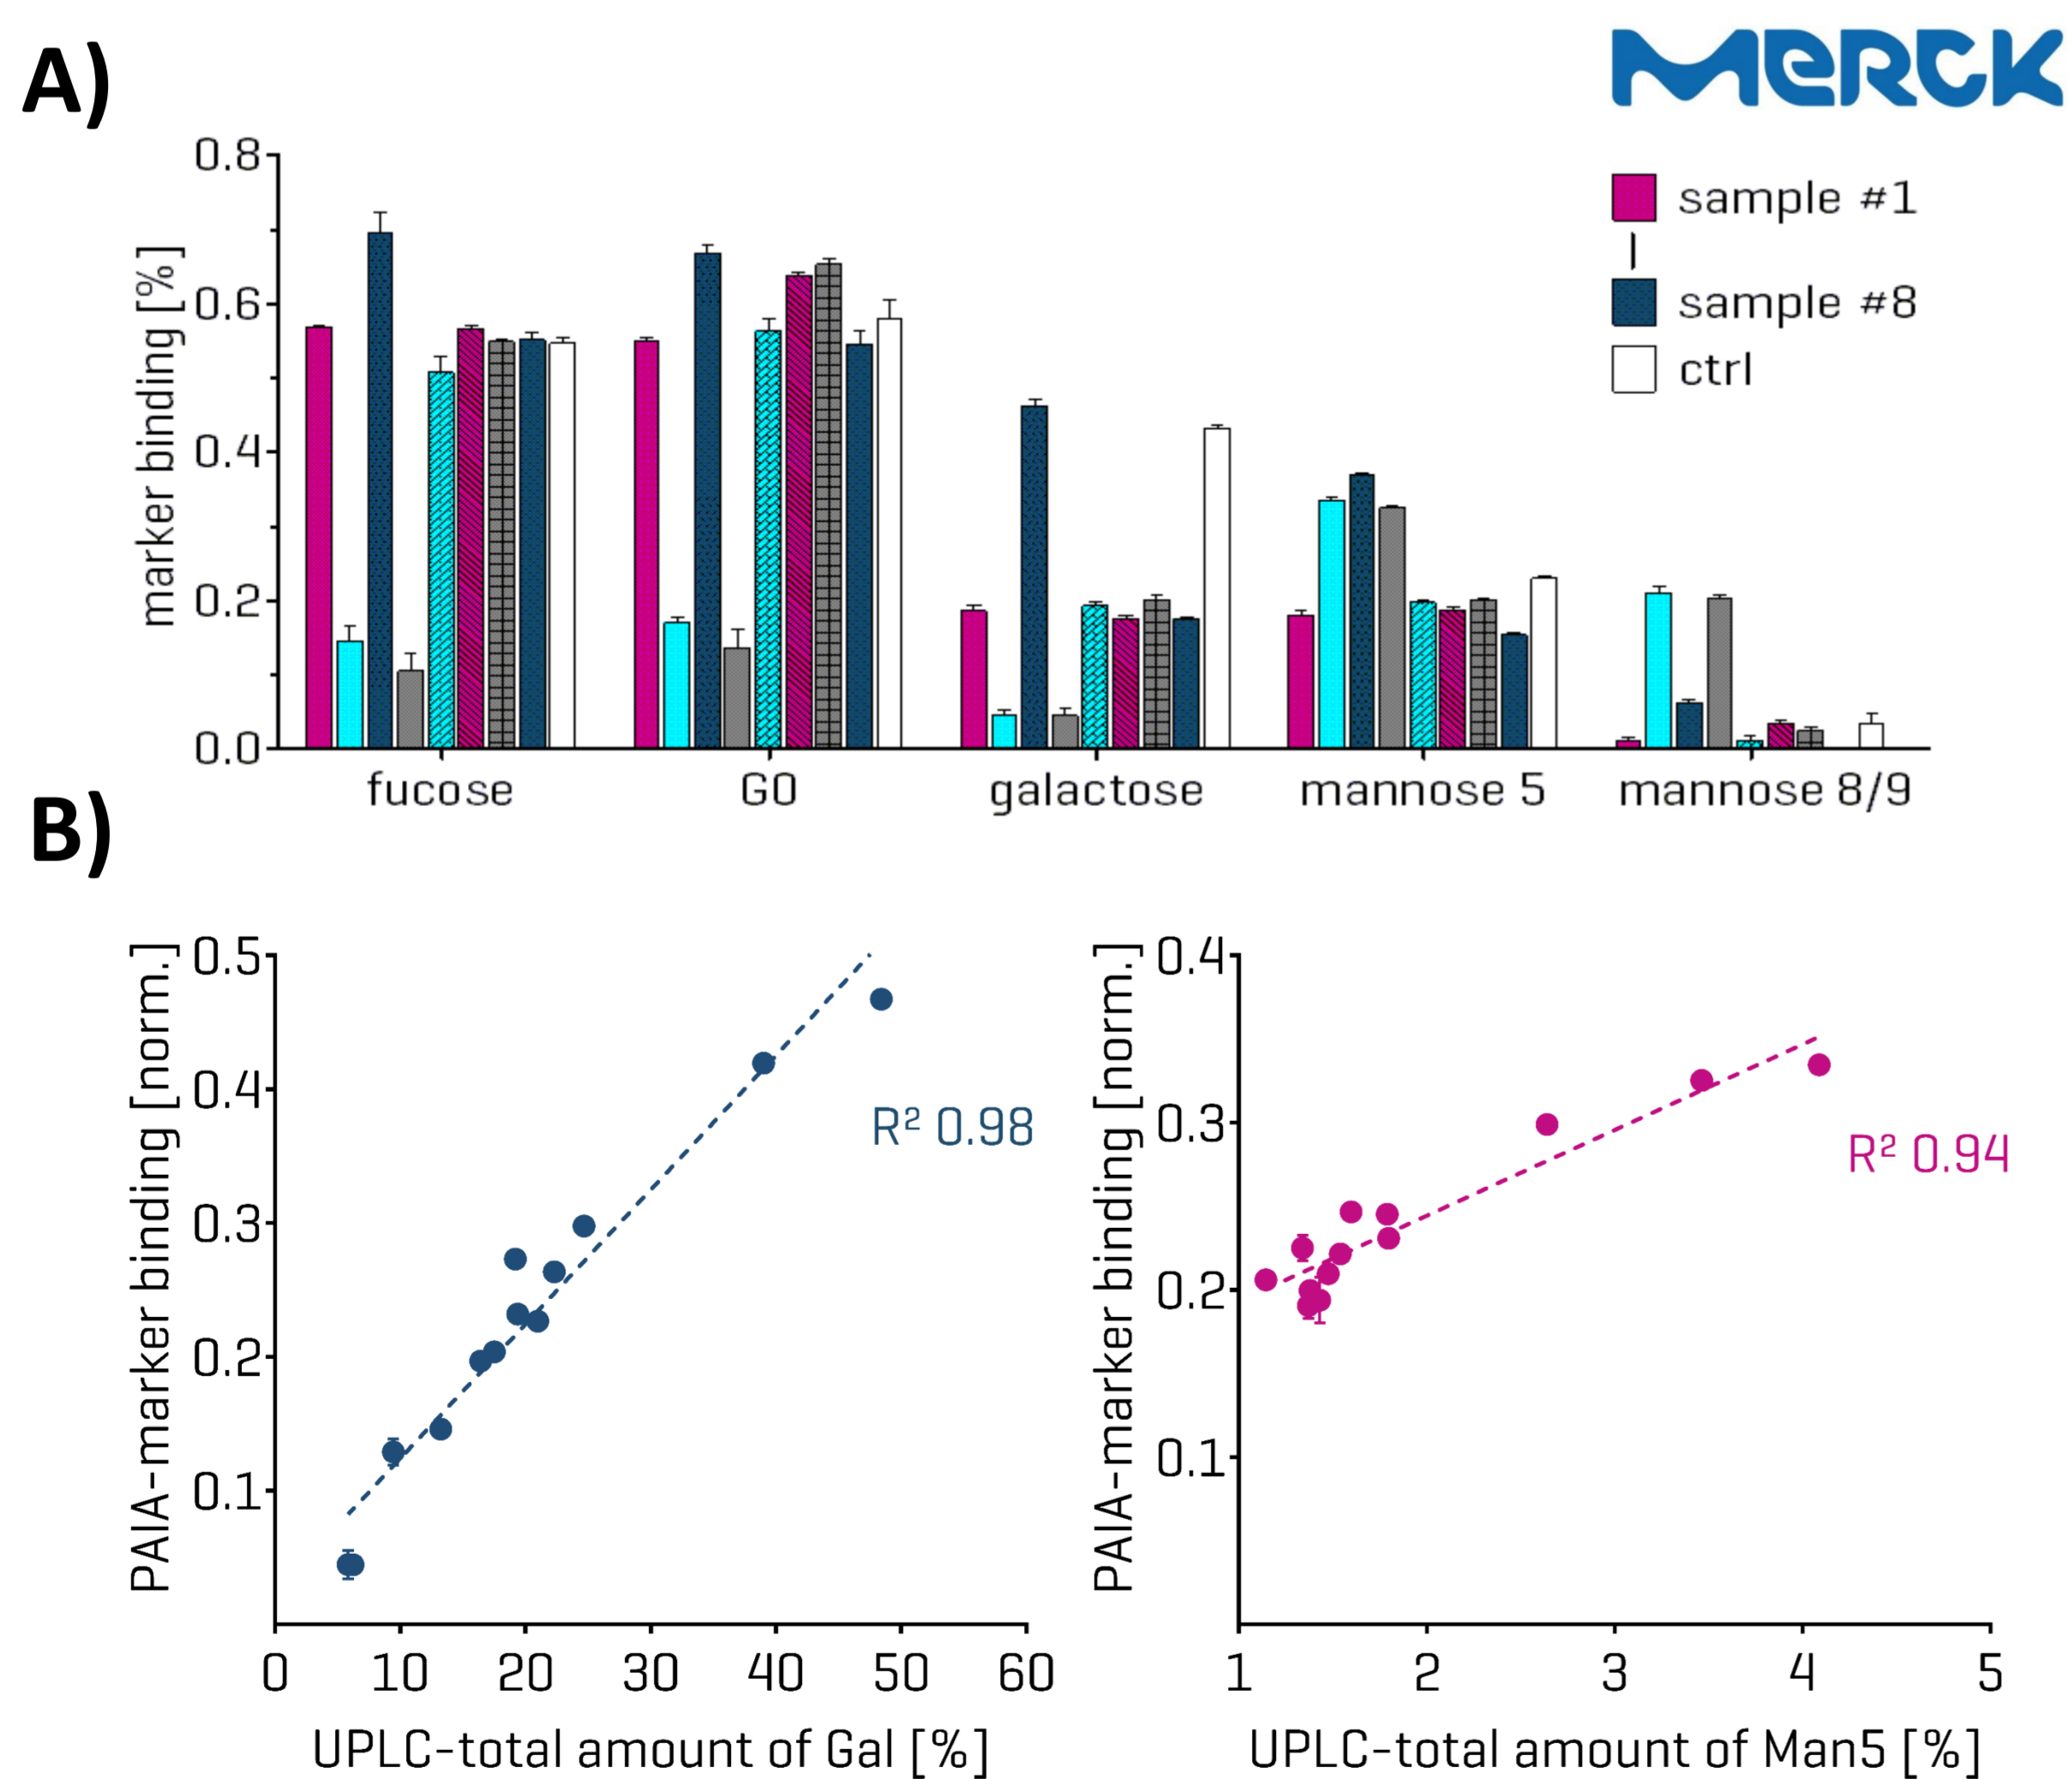 A)
MERCK
0.8
0.6
0.4
0.2
0.0
marker binding [%]
sample #1
sample #8
ctrl
fucose
G0
galactose
mannose 5
mannose 8/9
B)
PAIA-marker binding [norm.]
0.5
0.4
0.3
0.2
0.1
R² 0.98
0
10
20
30
40
50
60
UPLC-total amount of Gal [%]
PAIA-marker binding [norm.]
0.4
0.3
0.2
0.1
R² 0.94
1
2
3
4
5
UPLC-total amount of Man5 [%]